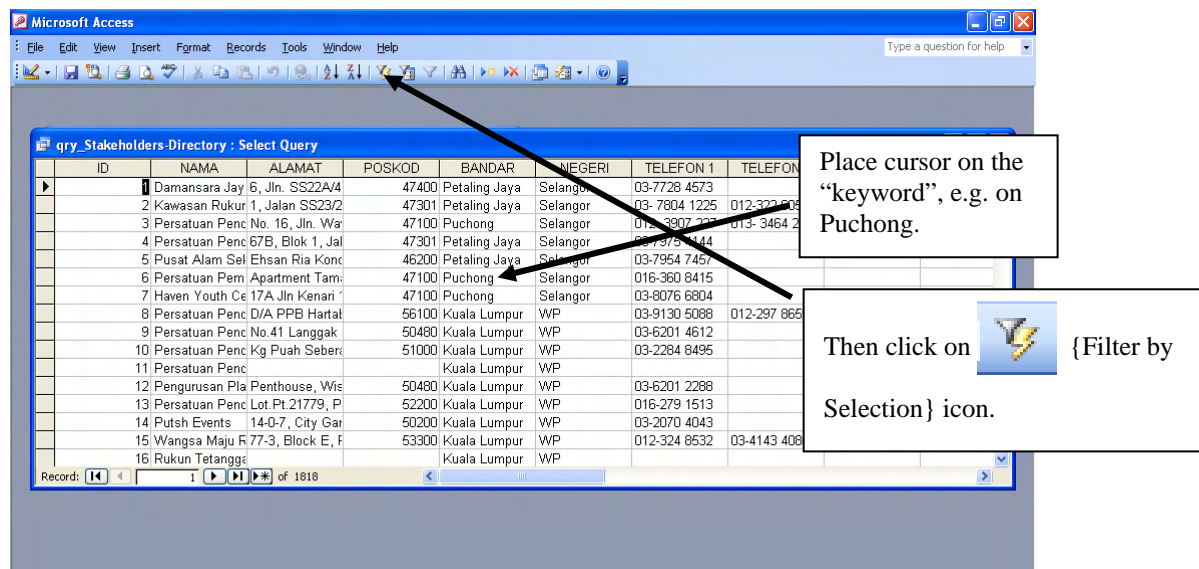 Microsoft Access
File Edit View Insert Format Records Tools Window Help
Type a question for help
qry_Stakeholders-Directory : Select Query
ID NAMA ALAMAT POSKOD BANDAR NEGERI TELEFON 1 TELEFON
1 Damansara Jay 6, Jln. SS22A/4 47400 Petaling Jaya Selangor 03-7728 4573
2 Kawasan Rukur 1, Jalan SS23/2 47301 Petaling Jaya Selangor 03- 7804 1225 012-322
3 Persatuan Penc No. 16, Jln. Wa 47100 Puchong Selangor 3907 013- 3464 2
4 Persatuan Penc 67B, Blok 1, Jal 47301 Petaling Jaya Selangor
5 Pusat Alam Sel Ehsan Ria Konc 46200 Petaling Jaya 03-7954 7457
6 Persatuan Pem Apartment Tam 47100 Puchong Selangor 016-360 8415
7 Haven Youth Ce 17A Jln Kenari 47100 Puchong Selangor 03-8076 6804
8 Persatuan Penc D/A PPB Hartal 56100 Kuala Lumpur WP 03-9130 5088 012-297 865
9 Persatuan Penc No.41 Langgak 50480 Kuala Lumpur WP 03-6201 4612
10 Persatuan Penc Kg Puah Sebera 51000 Kuala Lumpur WP 03-2284 8495
11 Persatuan Penc Kuala Lumpur WP
12 Pengurusan Pla Penthouse, Wis 50480 Kuala Lumpur WP 03-6201 2288
13 Persatuan Penc Lot.Pt.21779, P 52200 Kuala Lumpur WP 016-279 1513
14 Putsh Events 14-0-7, City Gar 50200 Kuala Lumpur WP 03-2070 4043
15 Wangsa Maju R 77-3, Block E, F 53300 Kuala Lumpur WP 012-324 8532 03-4143 408
16 Rukun Tetangga Kuala Lumpur WP
Record: 1 of 1818
Place cursor on the
“keyword”, e.g. on
Puchong.
Then click on {Filter by
Selection} icon.